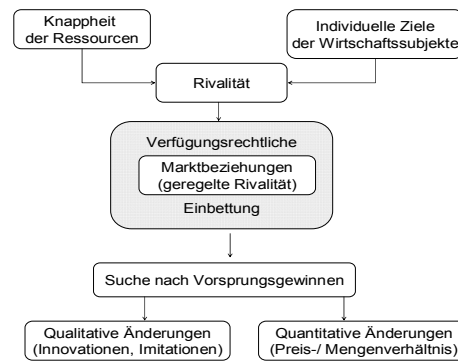 Knappheit
der Ressourcen
Individuelle Ziele
der Wirtschaftssubjekte
Rivalität
Verfügungsrechtliche
Marktbeziehungen
(geregelte Rivalität)
Einbettung
Suche nach Vorsprungsgewinnen
Qualitative Änderungen
(Innovationen, Imitationen)
Quantitative Änderungen
(Preis-/ Mengenverhältnis)